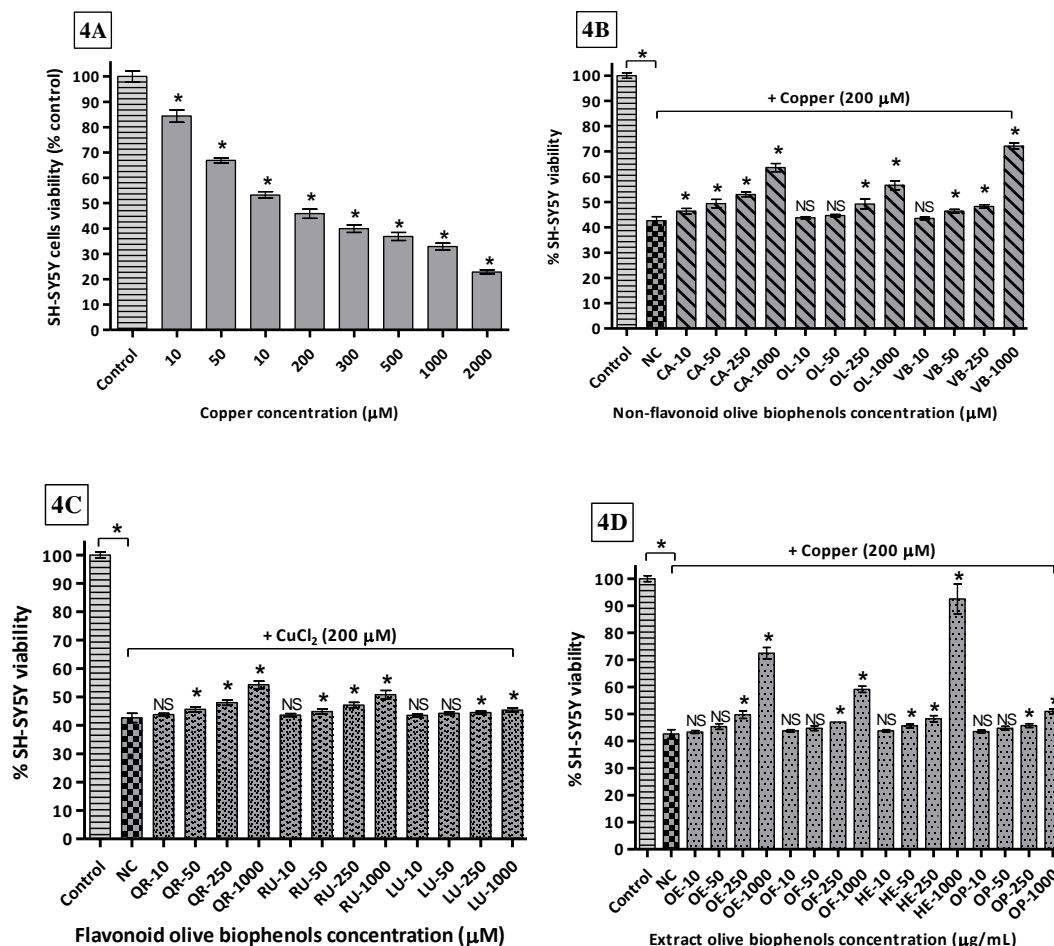 4A
SH-SY5Y cells viability (% control)
100
90
80
70
60
50
40
30
20
10
0
* * * * * * * *
Control 10 50 10 200 300 500 1000 2000
Copper concentration (μM)
4B
% SH-SY5Y viability
100
90
80
70
60
50
40
30
20
10
0
*
+ Copper (200 μM)
* * * * NS NS * * NS * * *
Control NC CA-10 CA-50 CA-250 CA-1000 OL-10 OL-50 OL-250 OL-1000 VB-10 VB-50 VB-250 VB-1000
Non-flavonoid olive biophenols concentration (μM)
4C
% SH-SY5Y viability
100
90
80
70
60
50
40
30
20
10
0
*
+ CuCl₂ (200 μM)
NS * * * NS * * * NS NS * *
Control NC QR-10 QR-50 QR-250 QR-1000 RU-10 RU-50 RU-250 RU-1000 LU-10 LU-50 LU-250 LU-1000
Flavonoid olive biophenols concentration (μM)
4D
% SH-SY5Y viability
100
90
80
70
60
50
40
30
20
10
0
*
+ Copper (200 μM)
NS NS * * NS NS * * NS * * * NS NS * *
Control NC OE-10 OE-50 OE-250 OE-1000 OF-10 OF-50 OF-250 OF-1000 HE-10 HE-50 HE-250 HE-1000 OP-10 OP-50 OP-250 OP-1000
Extract olive biophenols concentration (μg/mL)